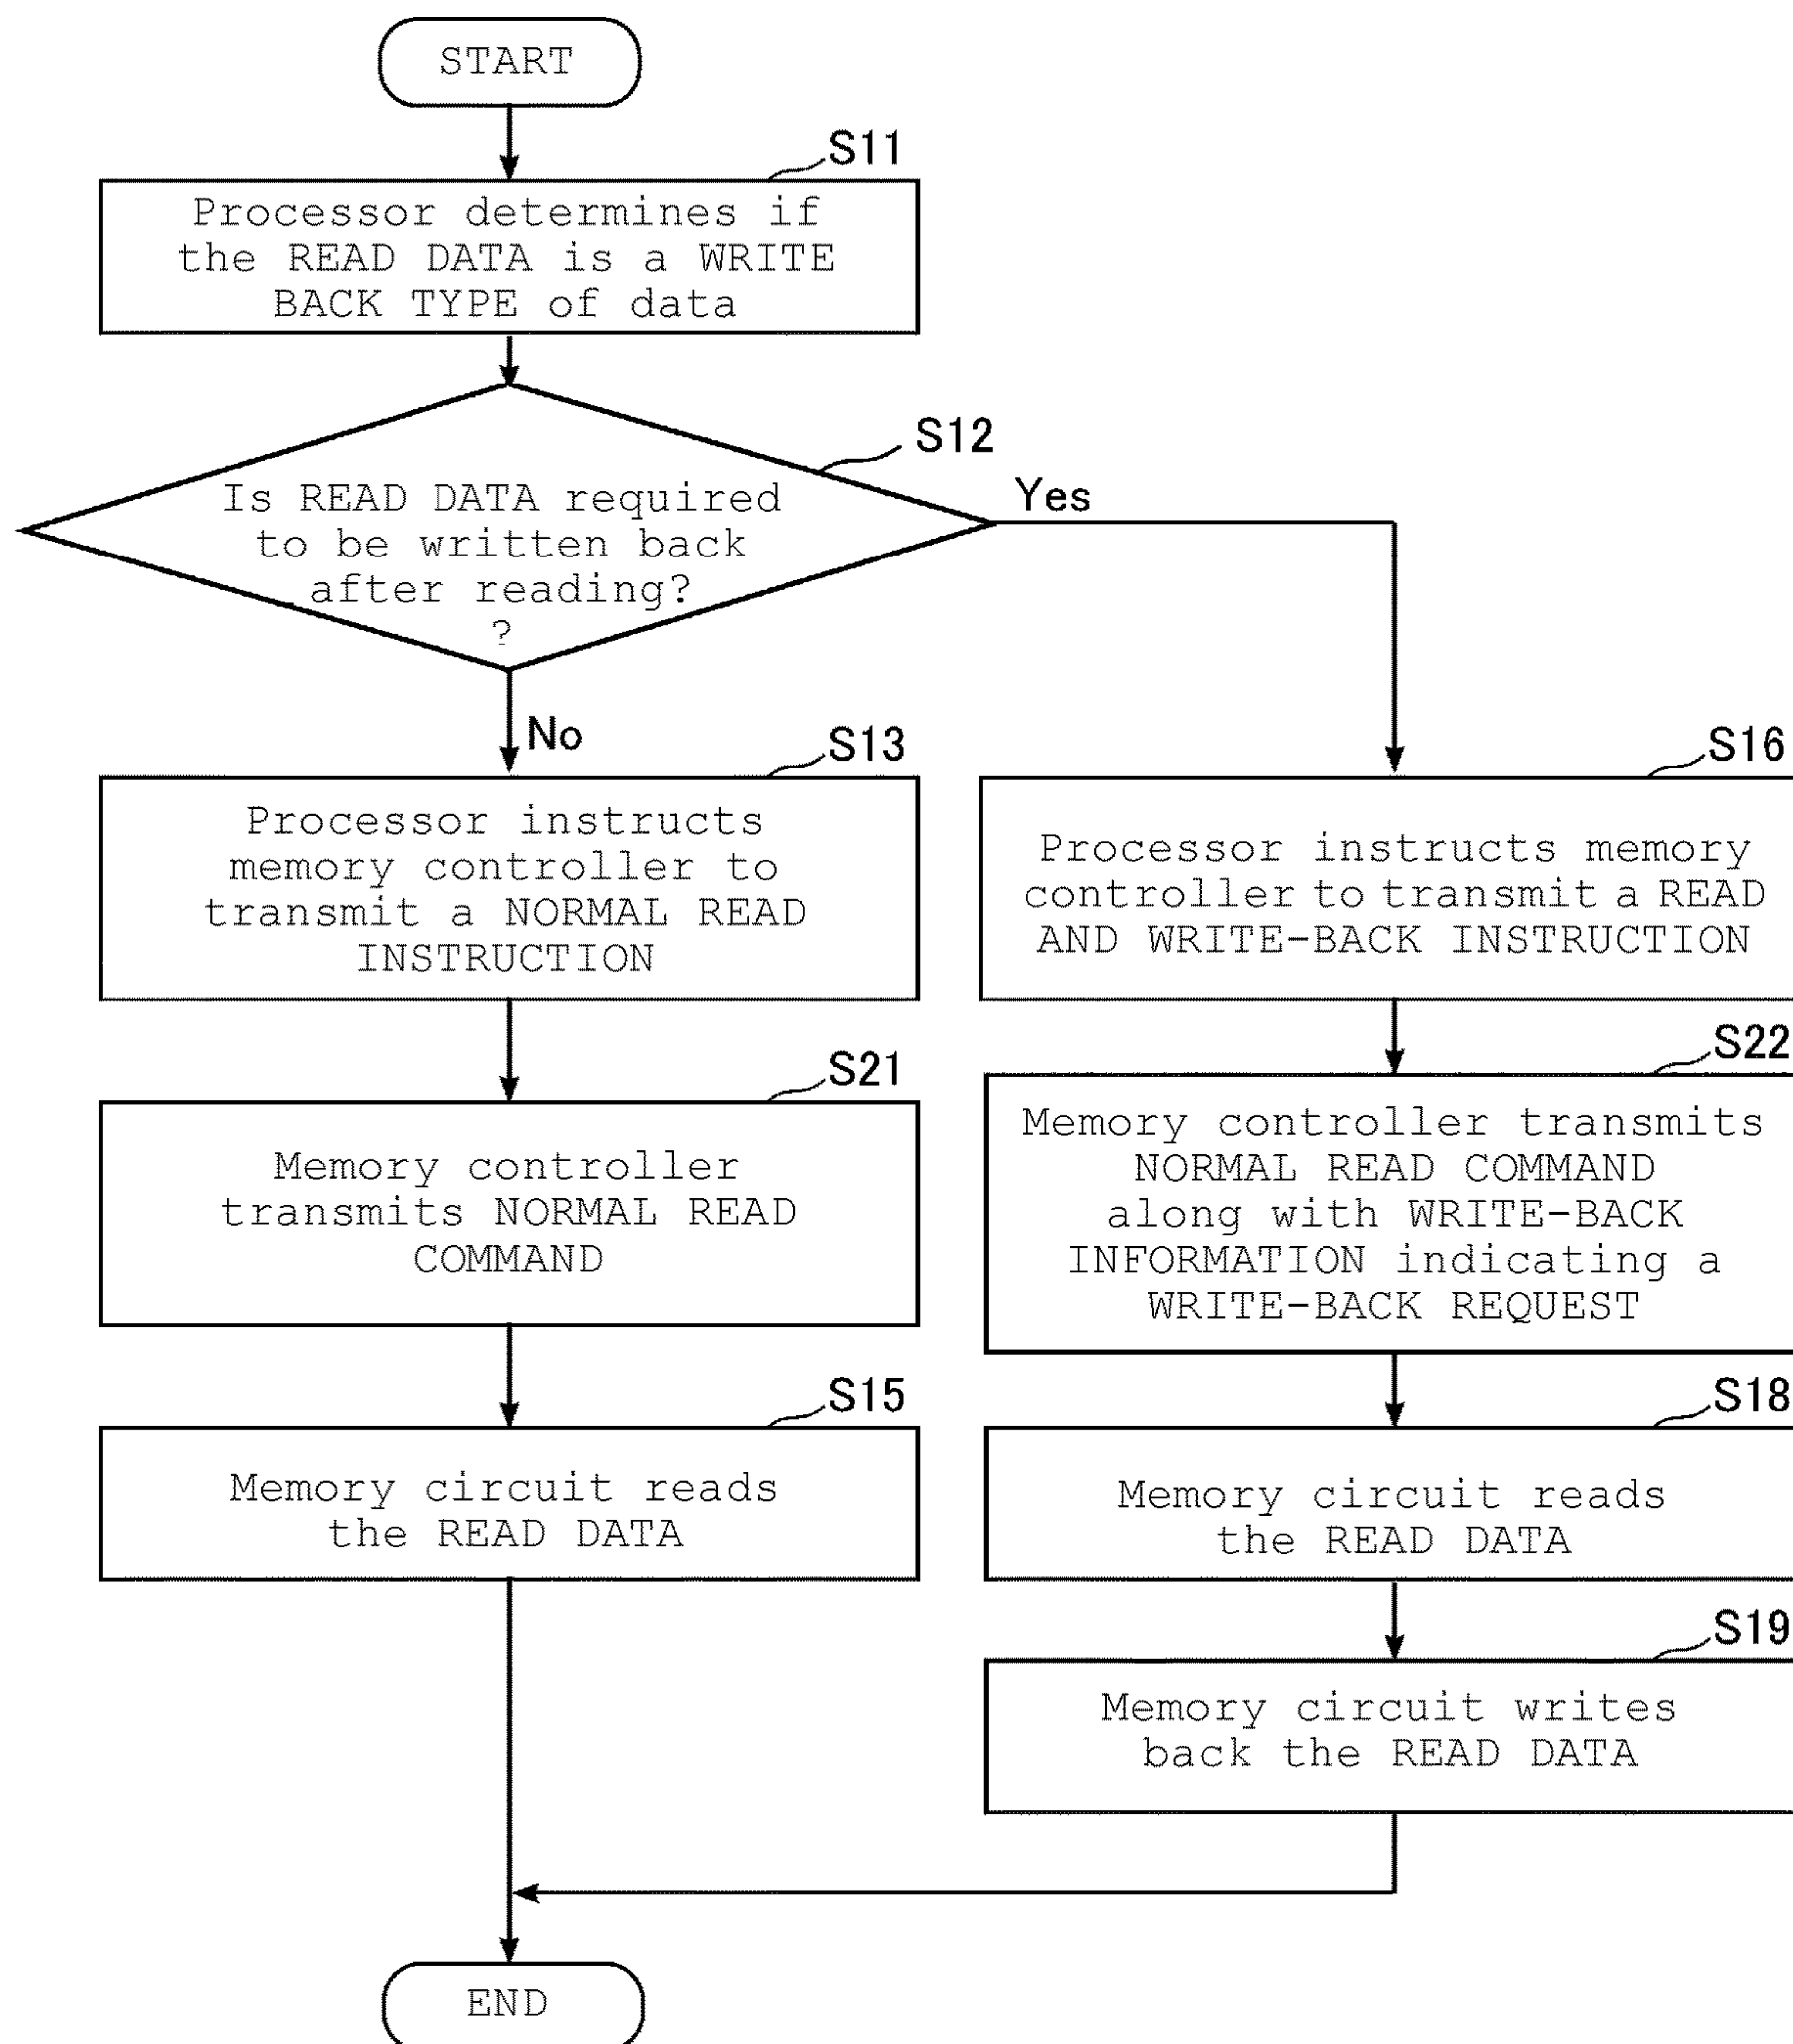 START
S11
Processor determines if
the READ DATA is a WRITE
BACK TYPE of data
S12
Is READ DATA required
to be written back
after reading?
?
Yes
No
S13
Processor instructs
memory controller to
transmit a NORMAL READ
INSTRUCTION
S16
Processor instructs memory
controller to transmit a READ
AND WRITE-BACK INSTRUCTION
S21
Memory controller
transmits NORMAL READ
COMMAND
S22
Memory controller transmits
NORMAL READ COMMAND
along with WRITE-BACK
INFORMATION indicating a
WRITE-BACK REQUEST
S15
Memory circuit reads
the READ DATA
S18
Memory circuit reads
the READ DATA
S19
Memory circuit writes
back the READ DATA
END